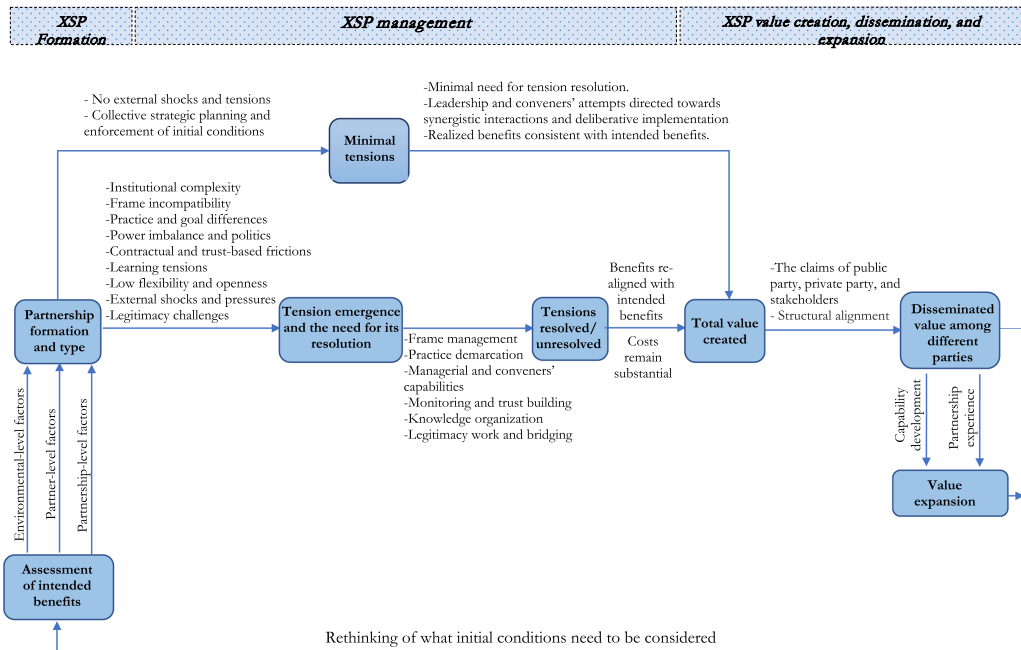 XSP
Formation
XSP management
XSP value creation, dissemination, and
expansion
- No external shocks and tensions
- Collective strategic planning and
enforcement of initial conditions
Minimal
tensions
-Minimal need for tension resolution.
-Leadership and conveners’ attempts directed towards
synergistic interactions and deliberative implementation
-Realized benefits consistent with intended benefits.
-Institutional complexity
-Frame incompatibility
-Practice and goal differences
-Power imbalance and politics
-Contractual and trust-based frictions
-Learning tensions
-Low flexibility and openness
-External shocks and pressures
-Legitimacy challenges
Partnership
formation
and type
Tension emergence
and the need for its
resolution
-Frame management
-Practice demarcation
-Managerial and conveners’
capabilities
-Monitoring and trust building
-Knowledge organization
-Legitimacy work and bridging
Tensions
resolved/
unresolved
Benefits re-
aligned with
intended
benefits
Costs
remain
substantial
Total value
created
-The claims of public
party, private party, and
stakeholders
- Structural alignment
Disseminated
value among
different
parties
Capability
development
Partnership
experience
Value
expansion
Environmental-level factors
Partner-level factors
Partnership-level factors
Assessment
of intended
benefits
Rethinking of what initial conditions need to be considered